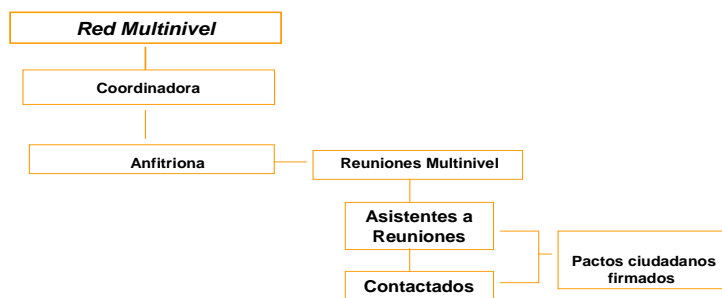 Red Multinivel
Coordinadora
Anfitriona
Reuniones Multinivel
Asistentes a
Reuniones
Pactos ciudadanos
firmados
Contactados